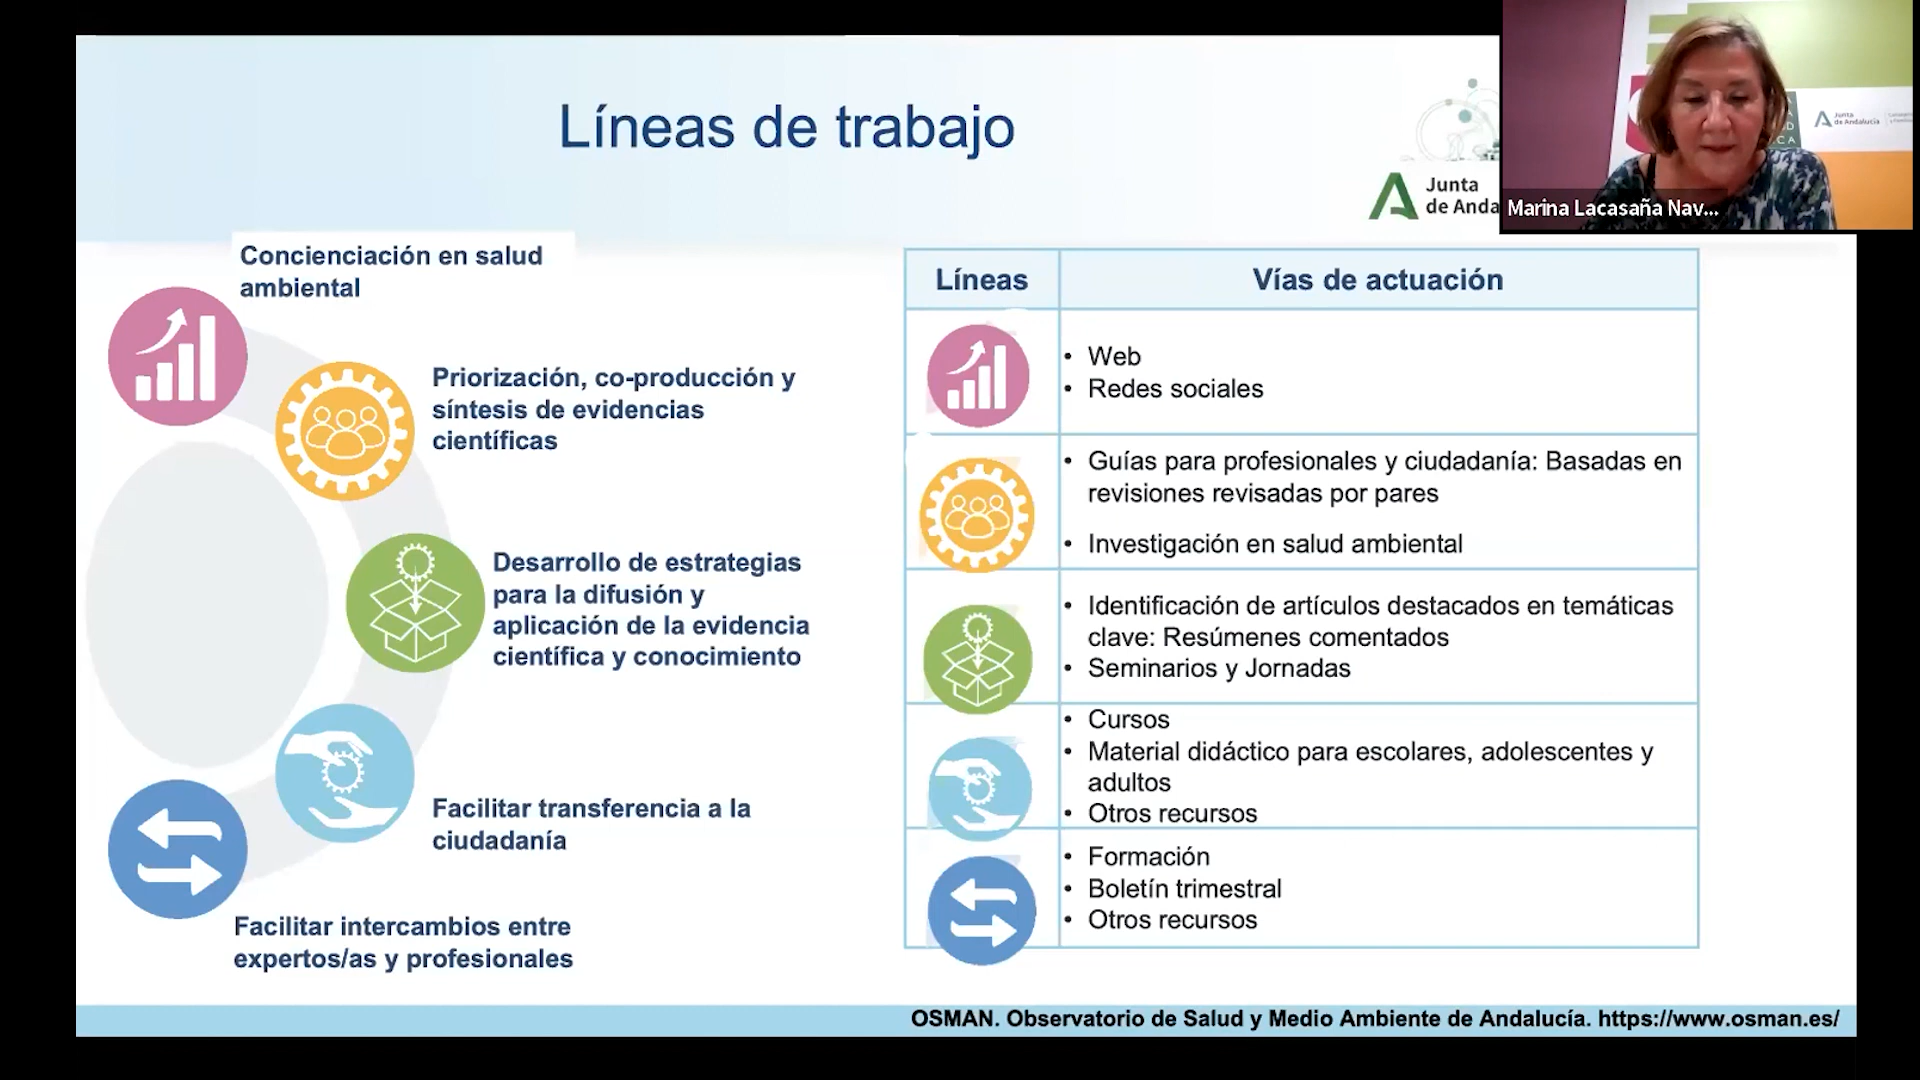 Líneas de trabajo
Junta
de Anda
Junta
de Andalucía
Marina Lacasaña Nav...
Concienciación en salud
ambiental
Priorización, co-producción y
síntesis de evidencias
científicas
Desarrollo de estrategias
para la difusión y
aplicación de la evidencia
científica y conocimiento
Facilitar transferencia a la
ciudadanía
Facilitar intercambios entre
expertos/as y profesionales
Líneas
Vías de actuación
• Web
• Redes sociales
• Guías para profesionales y ciudadanía: Basadas en
revisiones revisadas por pares
• Investigación en salud ambiental
• Identificación de artículos destacados en temáticas
clave: Resúmenes comentados
• Seminarios y Jornadas
• Cursos
• Material didáctico para escolares, adolescentes y
adultos
• Otros recursos
• Formación
• Boletín trimestral
• Otros recursos
OSMAN. Observatorio de Salud y Medio Ambiente de Andalucía. https://www.osman.es/